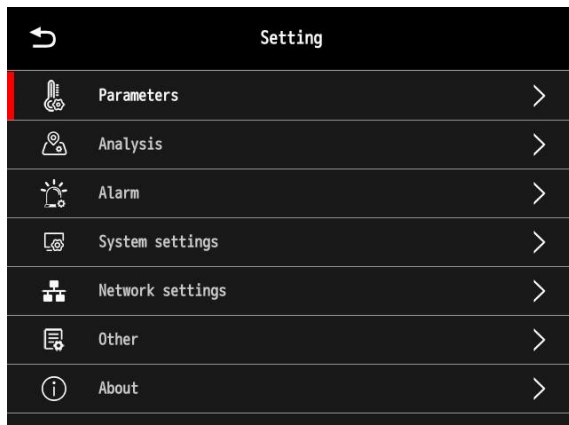 Setting
Parameters
Analysis
Alarm
System settings
Network settings
Other
About